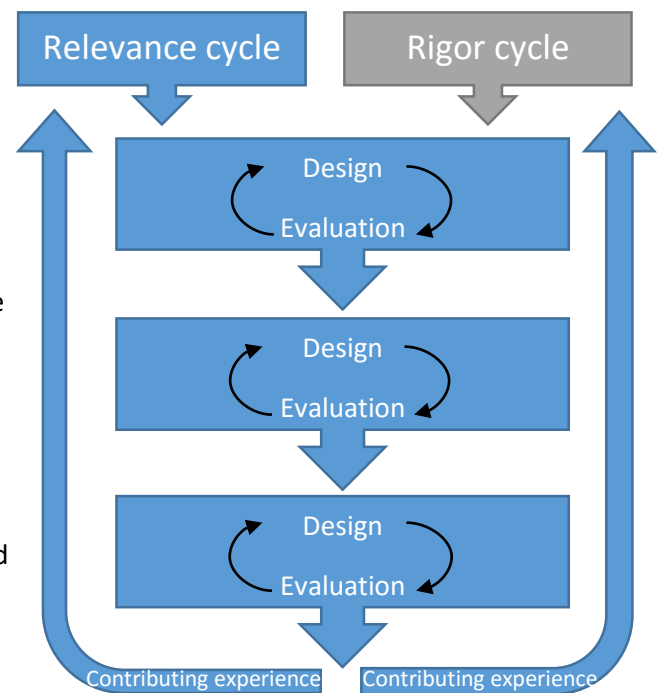 Relevance cycle
Rigor cycle
Design
Evaluation
e
Design
Evaluation
Design
d
Evaluation
Contributing experience
Contributing experience